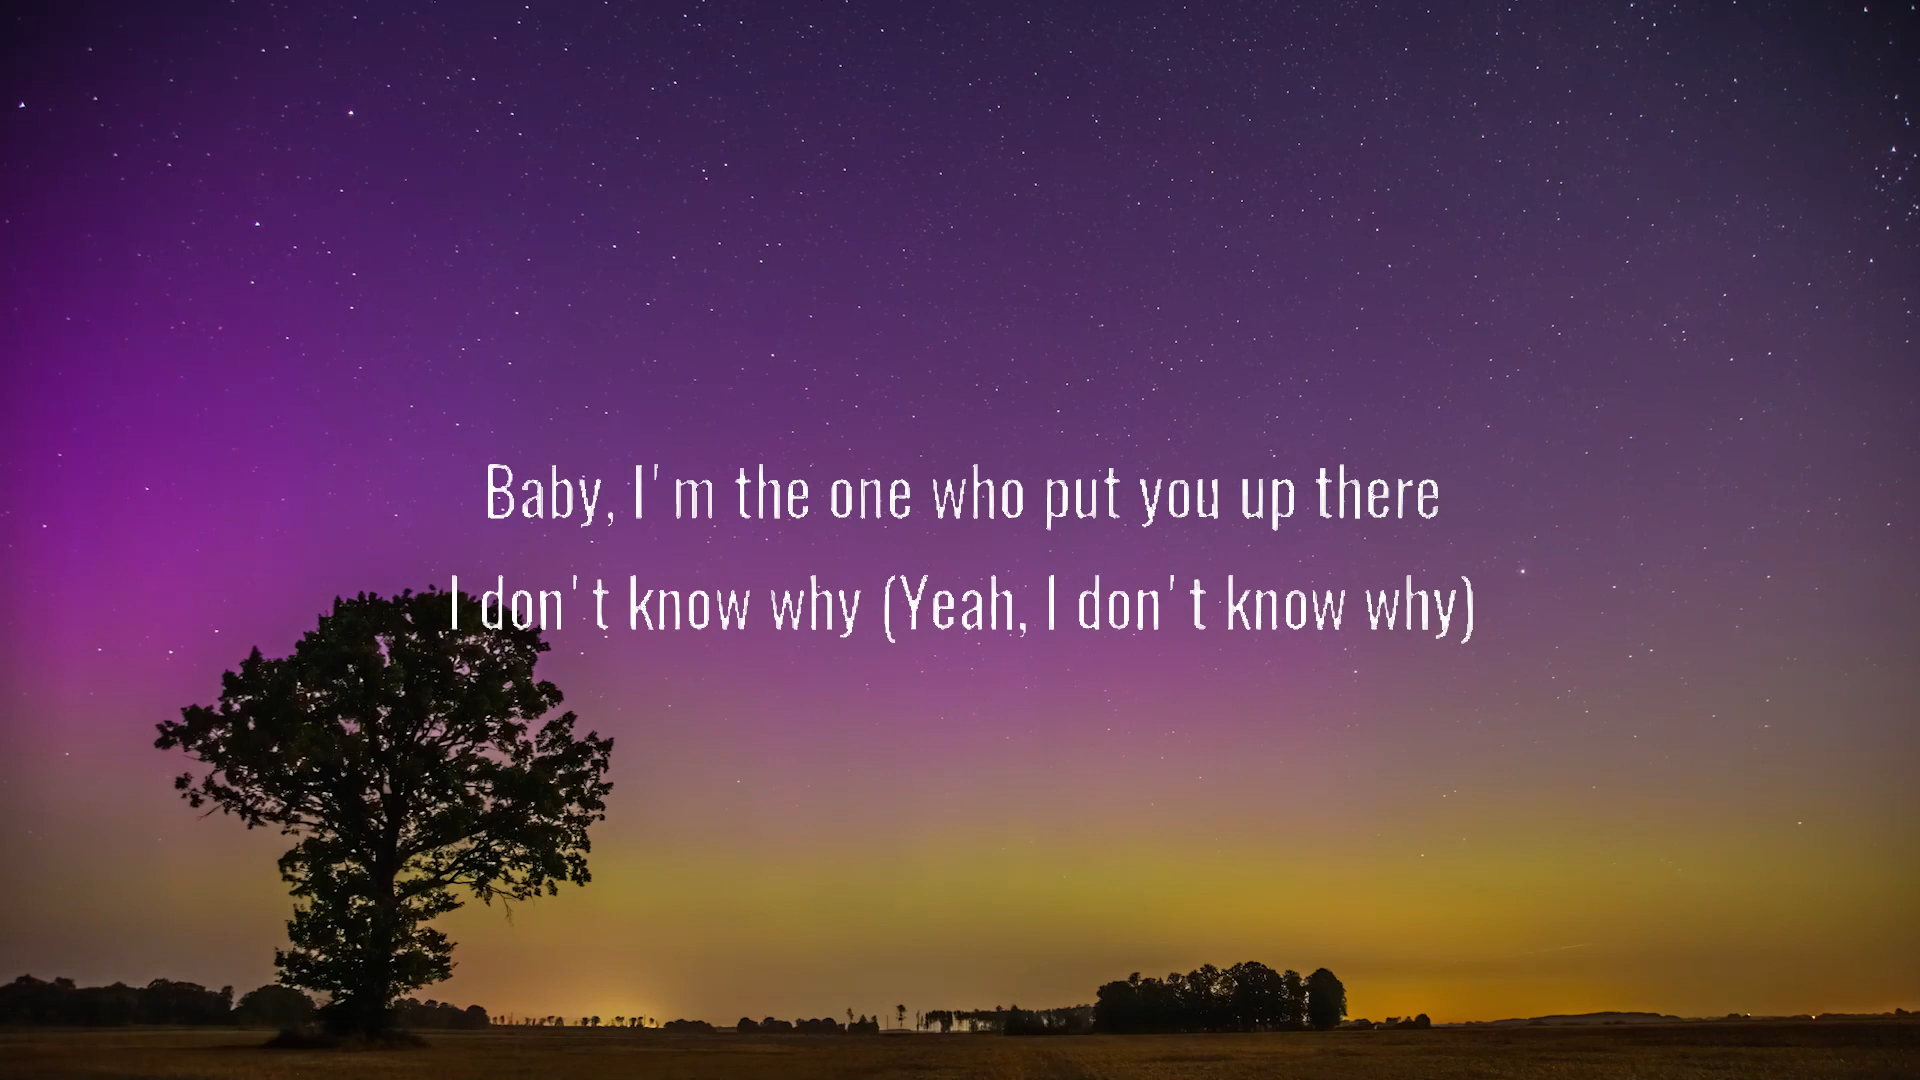 Baby, I'm the one who put you up there
I don't know why (Yeah, I don't know why)